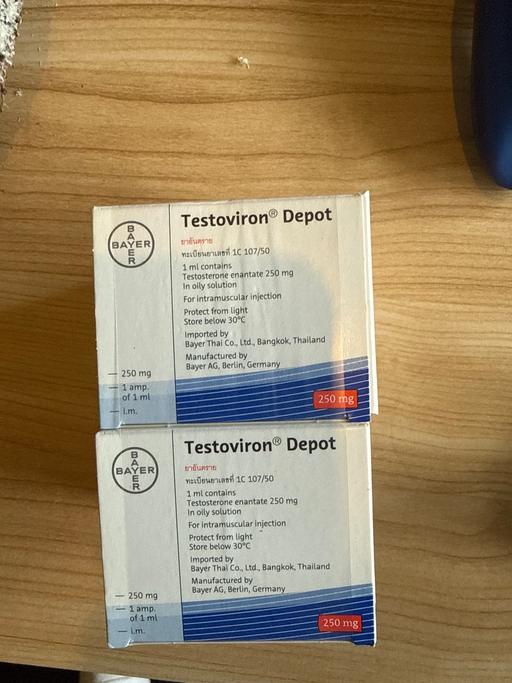 Testoviron® Depot
BAYER
BAYER
ยาอันตราย
ทะเบียนยาเลขที่ 1C 107/50
1 ml contains
Testosterone enantate 250 mg
In oily solution
For intramuscular injection
Protect from light
Store below 30°C
Imported by
Bayer Thai Co., Ltd., Bangkok, Thailand
Manufactured by
Bayer AG, Berlin, Germany
— 250 mg
— 1 amp.
of 1 ml
— i.m.
250 mg
Testoviron® Depot
BAYER
BAYER
ยาอันตราย
ทะเบียนยาเลขที่ 1C 107/50
1 ml contains
Testosterone enantate 250 mg
In oily solution
For intramuscular injection
Protect from light
Store below 30°C
Imported by
Bayer Thai Co., Ltd., Bangkok, Thailand
Manufactured by
Bayer AG, Berlin, Germany
— 250 mg
— 1 amp.
of 1 ml
— i.m.
250 mg